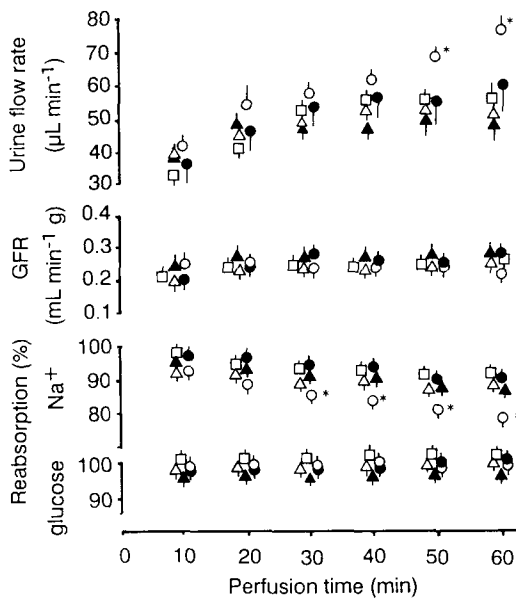 Urine flow rate
(µL min⁻¹)
80
70
60
50
40
30
*
*
GFR
(mL min⁻¹ g)
0.4
0.3
0.2
0.1
Reabsorption (%)
Na⁺
100
90
80
*
*
*
*
glucose
100
90
0 10 20 30 40 50 60
Perfusion time (min)